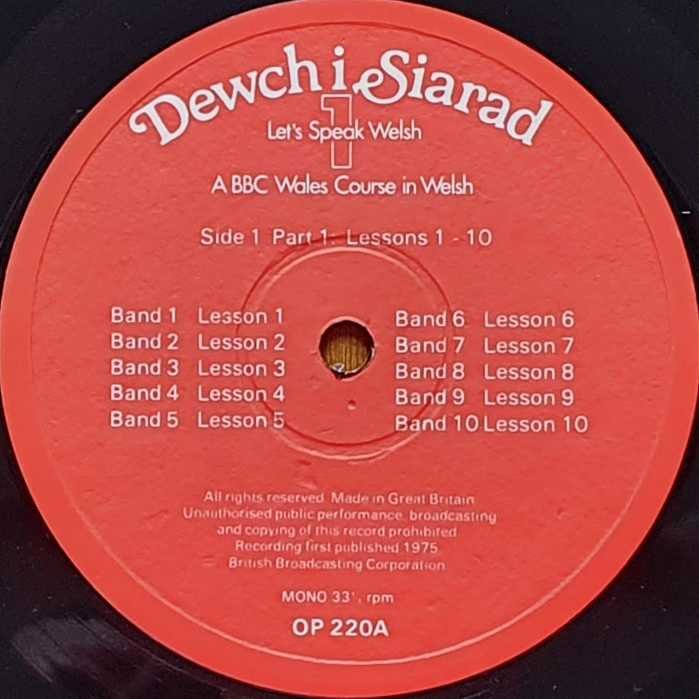 Dewch i Siarad
1
Let's Speak Welsh
A BBC Wales Course in Welsh
Side 1 Part 1: Lessons 1 - 10
Band 1 Lesson 1
Band 2 Lesson 2
Band 3 Lesson 3
Band 4 Lesson 4
Band 5 Lesson 5
Band 6 Lesson 6
Band 7 Lesson 7
Band 8 Lesson 8
Band 9 Lesson 9
Band 10 Lesson 10
All rights reserved. Made in Great Britain
Unauthorised public performance, broadcasting
and copying of this record prohibited
Recording first published 1975
British Broadcasting Corporation
MONO 33⅓ rpm
OP 220A